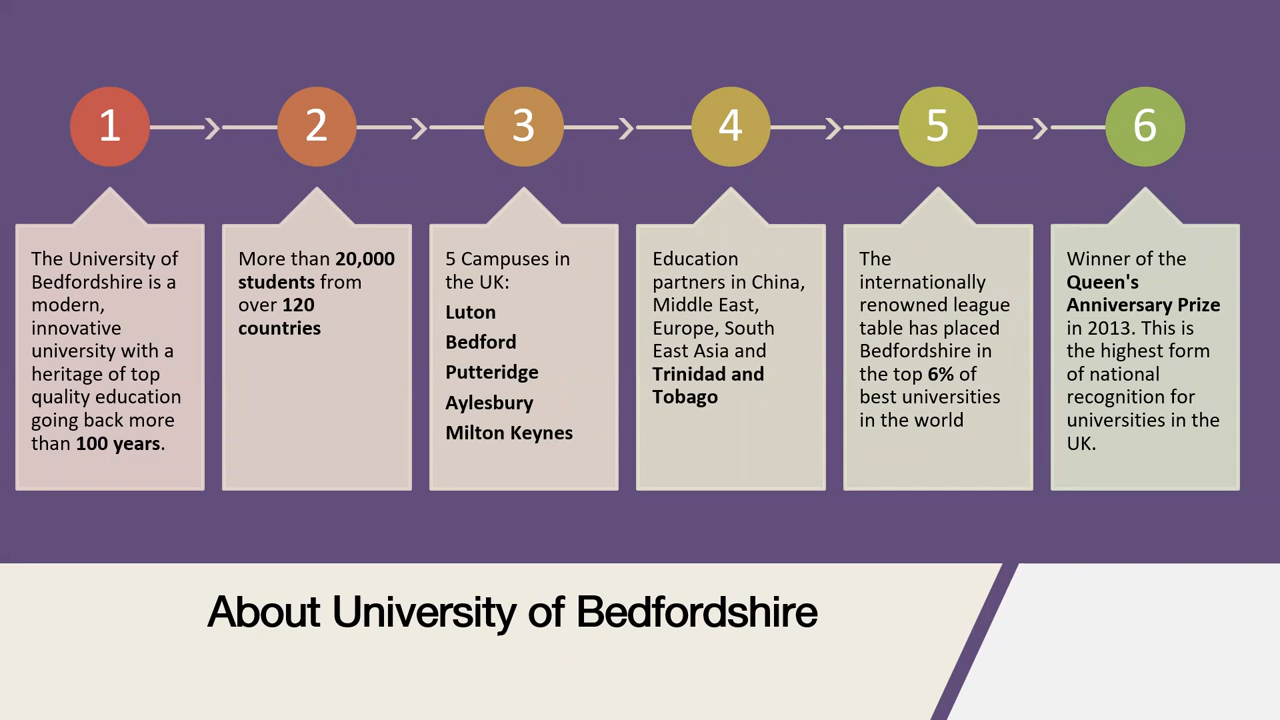 1
2
3
4
5
6
The University of
Bedfordshire is a
modern,
innovative
university with a
heritage of top
quality education
going back more
than 100 years.
More than 20,000
students from
over 120
countries
5 Campuses in
the UK:
Luton
Bedford
Putteridge
Aylesbury
Milton Keynes
Education
partners in China,
Middle East,
Europe, South
East Asia and
Trinidad and
Tobago
The
internationally
renowned league
table has placed
Bedfordshire in
the top 6% of
best universities
in the world
Winner of the
Queen's
Anniversary Prize
in 2013. This is
the highest form
of national
recognition for
universities in the
UK.
About University of Bedfordshire